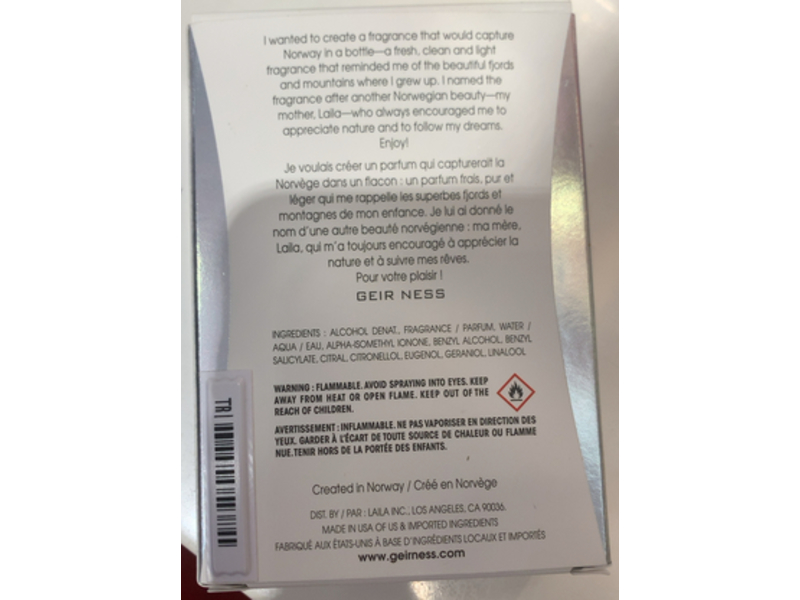 I wanted to create a fragrance that would capture
Norway in a bottle—a fresh, clean and light
fragrance that reminded me of the beautiful fjords
and mountains where I grew up. I named the
fragrance after another Norwegian beauty—my
mother, Laila—who always encouraged me to
appreciate nature and to follow my dreams.
Enjoy!
Je voulais créer un parfum qui capturerait la
Norvège dans un flacon : un parfum frais, pur et
léger qui me rappelle les superbes fjords et
montagnes de mon enfance. Je lui ai donné le
nom d'une autre beauté norvégienne : ma mère,
Laila, qui m'a toujours encouragé à apprécier la
nature et à suivre mes rêves.
Pour votre plaisir !
GEIR NESS
INGREDIENTS : ALCOHOL DENAT., FRAGRANCE / PARFUM, WATER /
AQUA / EAU, ALPHA-ISOMETHYL IONONE, BENZYL ALCOHOL, BENZYL
SALICYLATE, CITRAL, CITRONELLOL, EUGENOL, GERANIOL, LINALOOL
WARNING : FLAMMABLE. AVOID SPRAYING INTO EYES. KEEP
AWAY FROM HEAT OR OPEN FLAME. KEEP OUT OF THE
REACH OF CHILDREN.
AVERTISSEMENT : INFLAMMABLE. NE PAS VAPORISER EN DIRECTION DES
YEUX. GARDER À L'ÉCART DE TOUTE SOURCE DE CHALEUR OU FLAMME
NUE. TENIR HORS DE LA PORTÉE DES ENFANTS.
TR
Created in Norway / Créé en Norvège
DIST. BY / PAR : LAILA INC., LOS ANGELES, CA 90036.
MADE IN USA OF US & IMPORTED INGREDIENTS
FABRIQUÉ AUX ÉTATS-UNIS À BASE D'INGRÉDIENTS LOCAUX ET IMPORTÉS
www.geirness.com